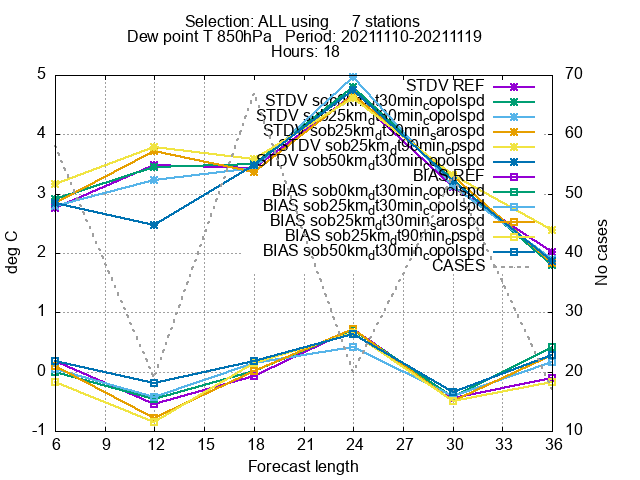 Selection: ALL using 7 stations
Dew point T 850hPa Period: 20211110-20211119
Hours: 18
5
4
3
2
1
0
-1
deg C
70
60
50
40
30
20
10
No cases
STDV REF
STDV sob0km_dt30min_copolspd
STDV sob25km_dt30min_copolspd
STDV sob25km_dt30min_sarospd
STDV sob25km_dt90min_cpspd
STDV sob50km_dt30min_copolspd
BIAS REF
BIAS sob0km_dt30min_copolspd
BIAS sob25km_dt30min_copolspd
BIAS sob25km_dt30min_sarospd
BIAS sob25km_dt90min_cpspd
BIAS sob50km_dt30min_copolspd
CASES
6 12 15 18 21 24 27 30 33 36
Forecast length